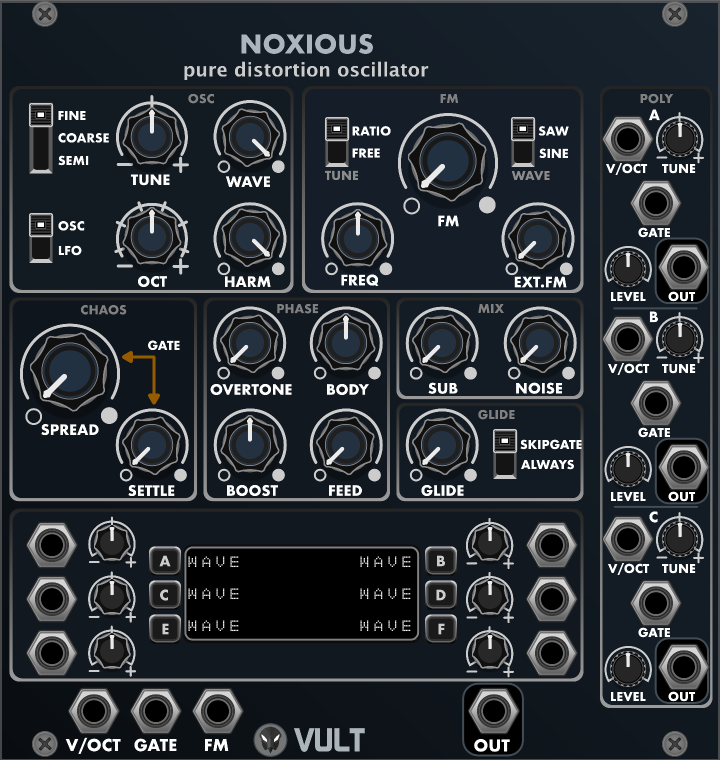 NOXIOUS
pure distortion oscillator
OSC
FINE
COARSE
SEMI
TUNE
WAVE
OSC
LFO
OCT
HARM
FM
RATIO
FREE
TUNE
FM
SAW
SINE
WAVE
FREQ
EXT.FM
POLY
A
V/OCT
TUNE
GATE
LEVEL
OUT
B
V/OCT
TUNE
GATE
LEVEL
OUT
C
V/OCT
TUNE
GATE
LEVEL
OUT
CHAOS
GATE
SPREAD
SETTLE
PHASE
OVERTONE
BODY
BOOST
FEED
MIX
SUB
NOISE
GLIDE
GLIDE
SKIPGATE
ALWAYS
A WAVE WAVE B
C WAVE WAVE D
E WAVE WAVE F
V/OCT
GATE
FM
VULT
OUT